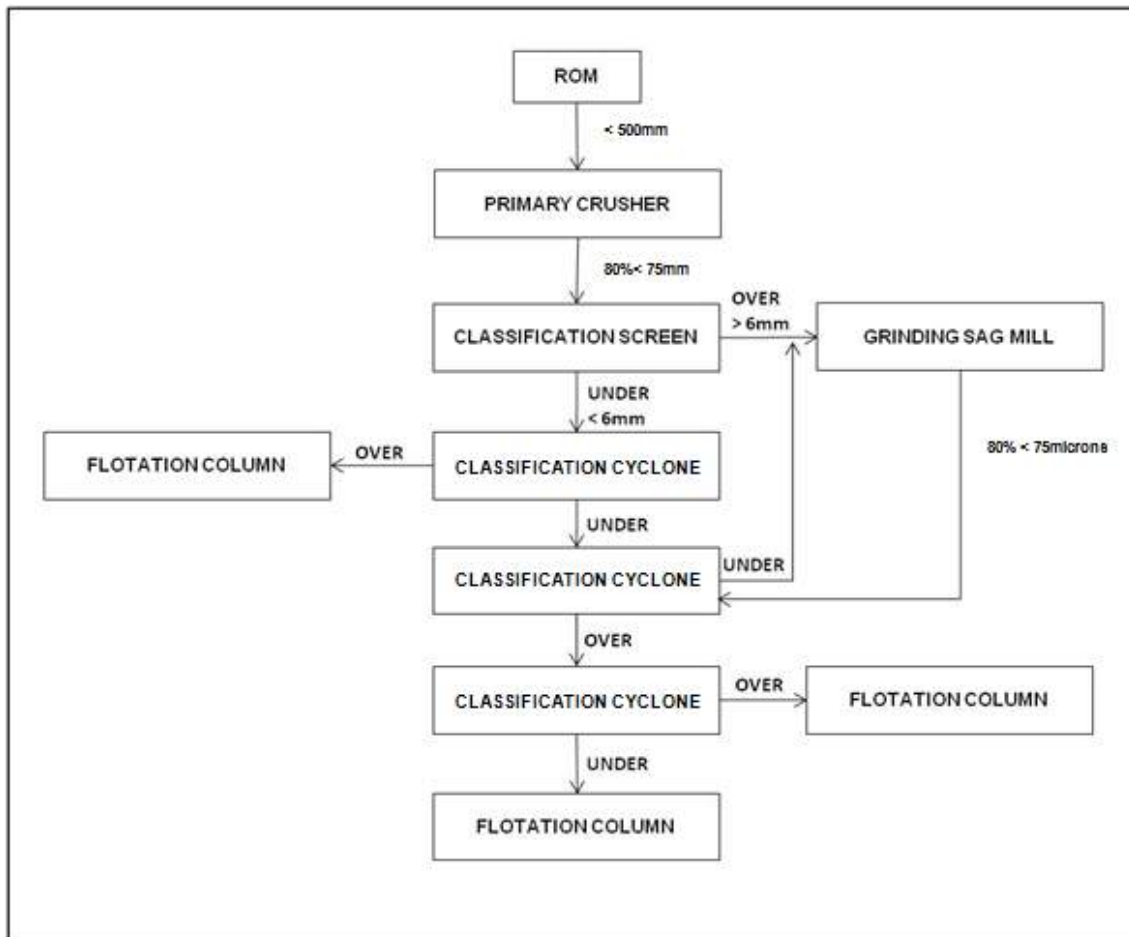 ROM
< 500mm
PRIMARY CRUSHER
80%< 75mm
OVER
> 6mm
CLASSIFICATION SCREEN
GRINDING SAG MILL
UNDER
< 6mm
FLOTATION COLUMN
OVER
CLASSIFICATION CYCLONE
80% < 75microne
UNDER
CLASSIFICATION CYCLONE
UNDER
OVER
CLASSIFICATION CYCLONE
OVER
FLOTATION COLUMN
UNDER
FLOTATION COLUMN